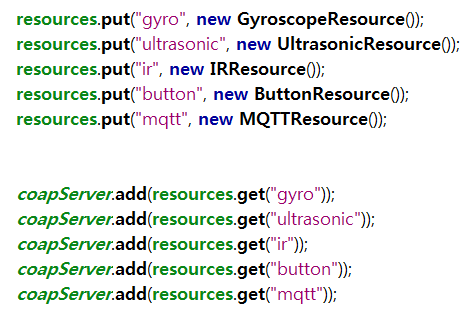 resources.put("gyro", new GyroscopeResource());
resources.put("ultrasonic", new UltrasonicResource());
resources.put("ir", new IRResource());
resources.put("button", new ButtonResource());
resources.put("mqtt", new MQTTResource());
coapServer.add(resources.get("gyro"));
coapServer.add(resources.get("ultrasonic"));
coapServer.add(resources.get("ir"));
coapServer.add(resources.get("button"));
coapServer.add(resources.get("mqtt"));